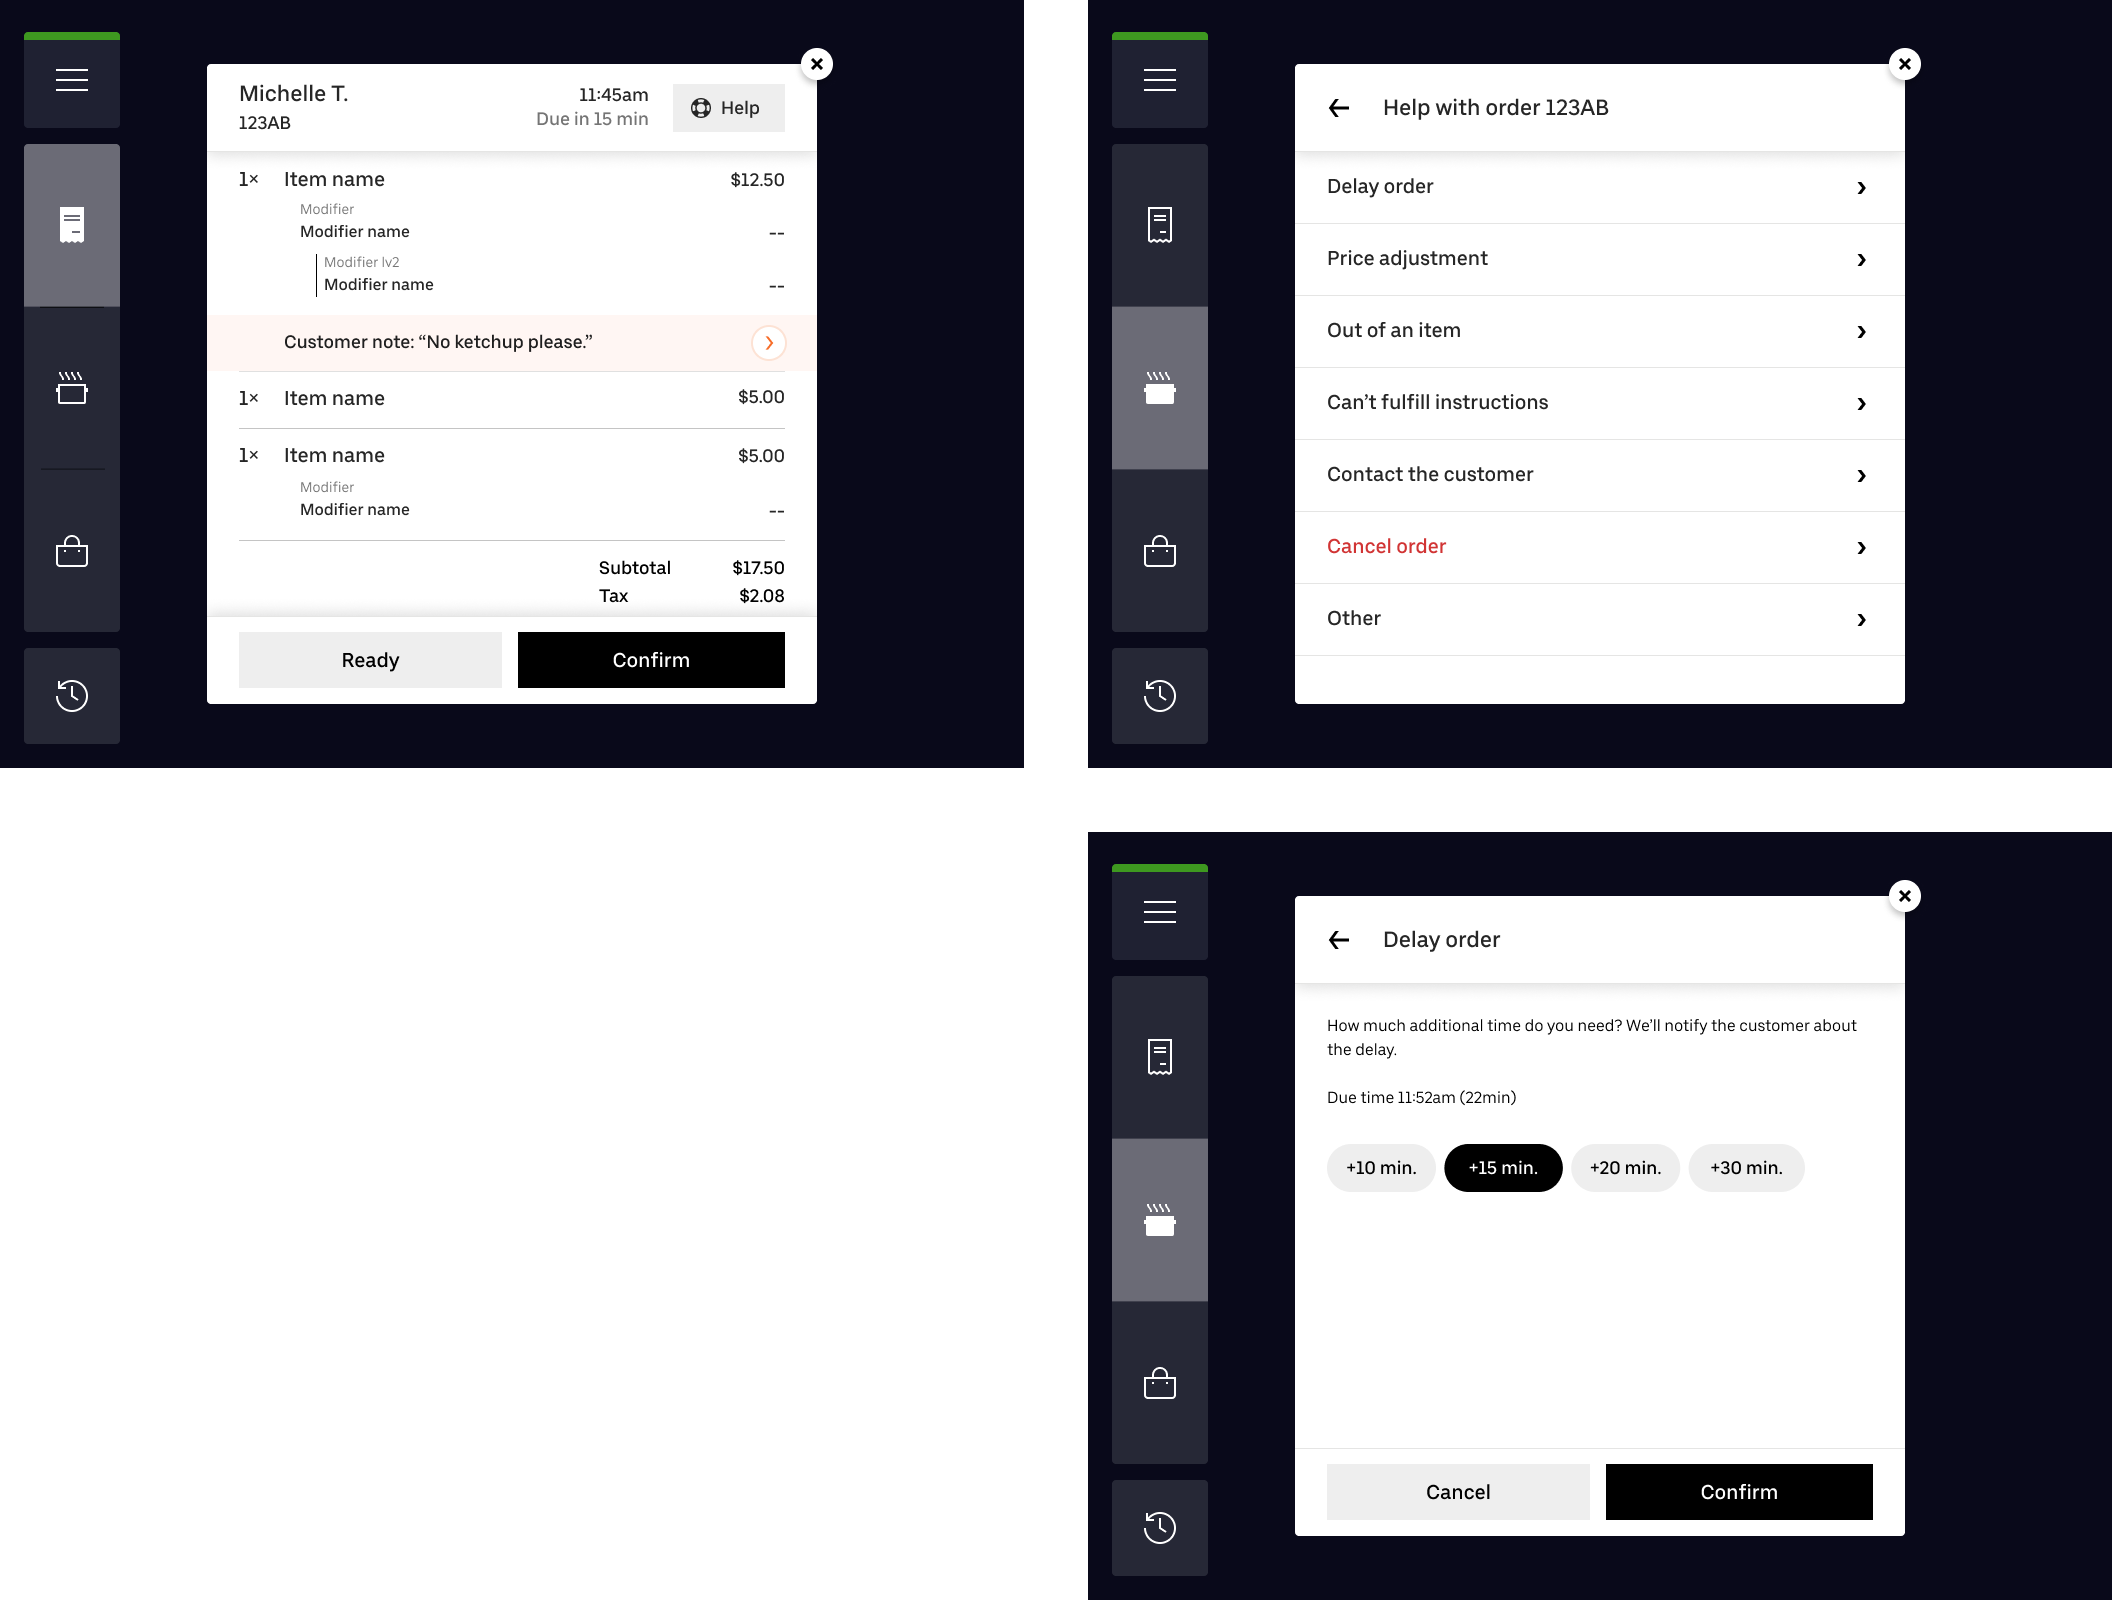 Michelle T.
123AB
11:45am
Due in 15 min
Help
1× Item name $12.50
Modifier
Modifier name --
Modifier lv2
Modifier name --
Customer note: “No ketchup please.”
1× Item name $5.00
1× Item name $5.00
Modifier
Modifier name --
Subtotal $17.50
Tax $2.08
Ready Confirm
Help with order 123AB
Delay order
Price adjustment
Out of an item
Can’t fulfill instructions
Contact the customer
Cancel order
Other
Delay order
How much additional time do you need? We’ll notify the customer about
the delay.
Due time 11:52am (22min)
+10 min. +15 min. +20 min. +30 min.
Cancel Confirm